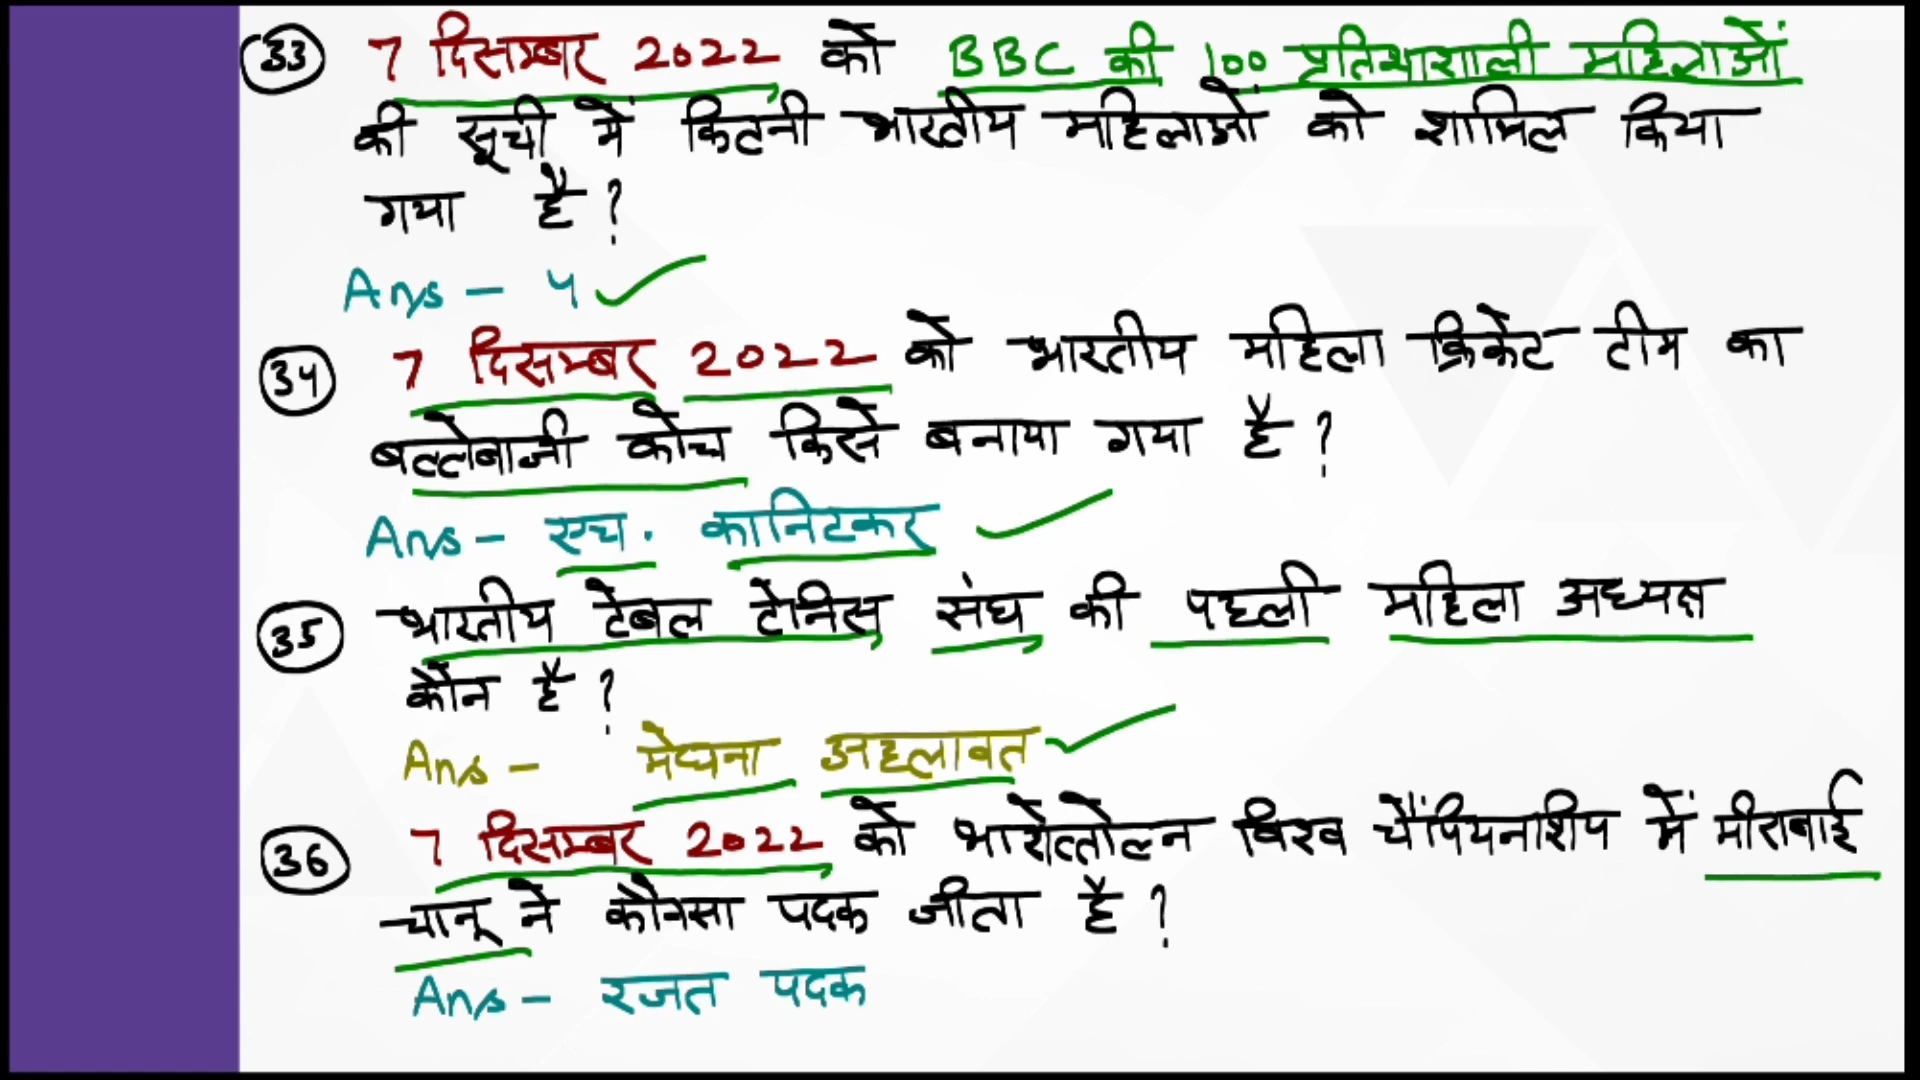 33 7 दिसम्बर 2022 को BBC की 100 प्रतिभाशाली महिलाओं
की सूची में कितनी भारतीय महिलाओं को शामिल किया
गया है ?
Ans - 4
34 7 दिसम्बर 2022 को भारतीय महिला क्रिकेट टीम का
बल्लेबाजी कोच किसे बनाया गया है ?
Ans - एच. कानिटकर
35 भारतीय टेबल टेनिस संघ की पहली महिला अध्यक्ष
कौन है ?
Ans - मेघना अहलावत
36 7 दिसम्बर 2022 को भारोत्तोलन विश्व चैंपियनशिप में मीराबाई
चानू ने कौनसा पदक जीता है ?
Ans - रजत पदक